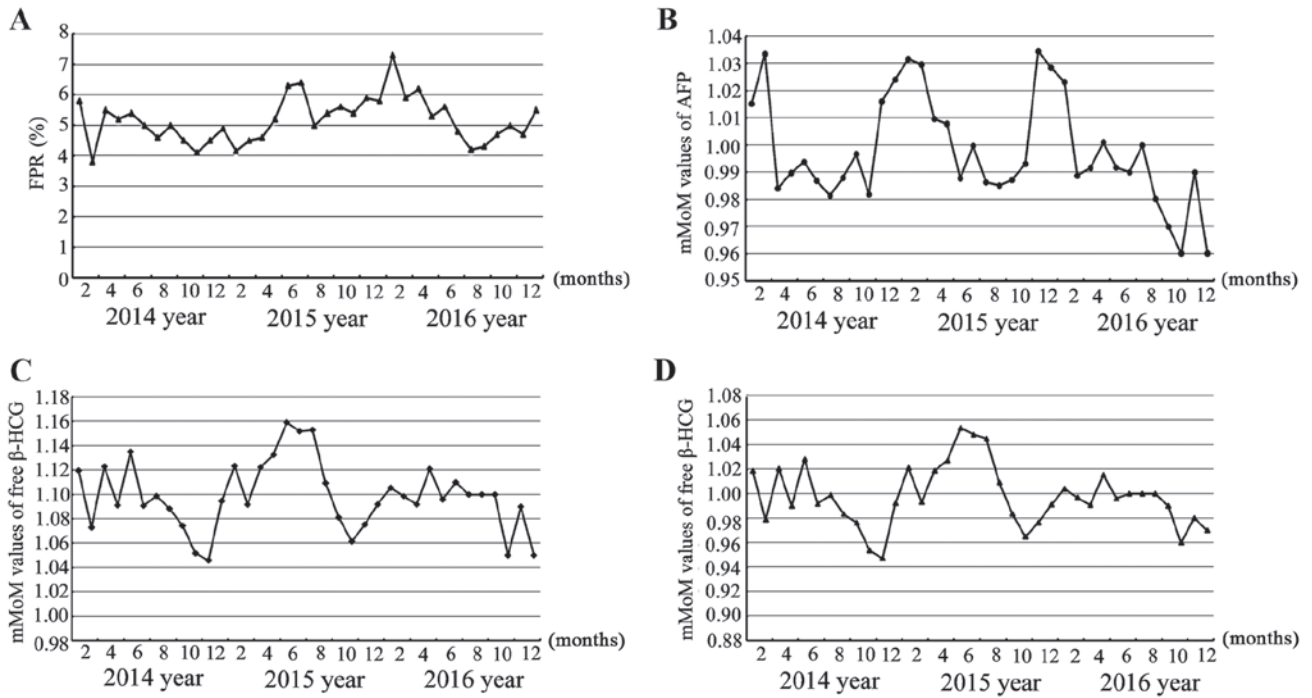 A
8
7
6
5
4
3
2
1
0
FPR (%)
2 4 6 8 10 12 2 4 6 8 10 12 2 4 6 8 10 12 (months)
2014 year 2015 year 2016 year
B
1.04
1.03
1.02
1.01
1.00
0.99
0.98
0.97
0.96
0.95
mMoM values of AFP
2 4 6 8 10 12 2 4 6 8 10 12 2 4 6 8 10 12 (months)
2014 year 2015 year 2016 year
C
1.18
1.16
1.14
1.12
1.10
1.08
1.06
1.04
1.02
1.00
0.98
mMoM values of free β-HCG
2 4 6 8 10 12 2 4 6 8 10 12 2 4 6 8 10 12 (months)
2014 year 2015 year 2016 year
D
1.08
1.06
1.04
1.02
1.00
0.98
0.96
0.94
0.92
0.90
0.88
mMoM values of free β-HCG
2 4 6 8 10 12 2 4 6 8 10 12 2 4 6 8 10 12 (months)
2014 year 2015 year 2016 year